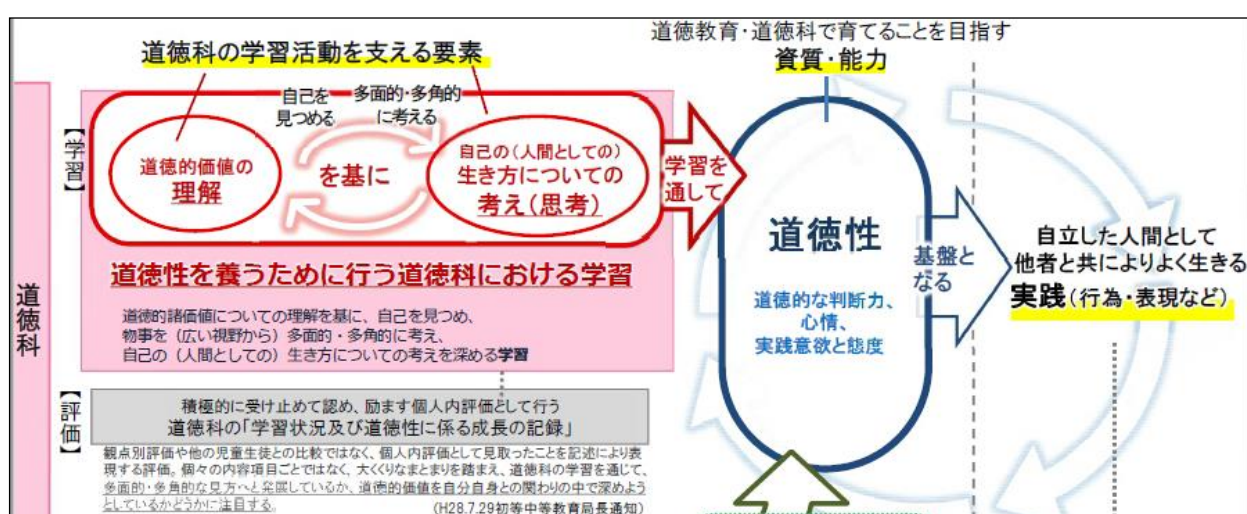 道徳教育・道徳科で育てることを目指す
資質・能力
道徳科の学習活動を支える要素
道徳科
【学習】
自己を
見つめる
多面的・多角的
に考える
道徳的価値の
理解
を基に
自己の(人間としての)
生き方についての
考え(思考)
学習を
通して
道徳性を養うために行う道徳科における学習
道徳的諸価値についての理解を基に、自己を見つめ、
物事を(広い視野から)多面的・多角的に考え、
自己の(人間としての)生き方についての考えを深める学習
道徳性
道徳的な判断力、
心情、
実践意欲と態度
基盤と
なる
自立した人間として
他者と共によりよく生きる
実践(行為・表現など)
【評価】
積極的に受け止めて認め、励ます個人内評価として行う
道徳科の「学習状況及び道徳性に係る成長の記録」
観点別評価や他の児童生徒との比較ではなく、個人内評価として見取ったことを記述により表
現する評価。個々の内容項目ごとではなく、大くくりなまとまりを踏まえ、道徳科の学習を通じて、
多面的・多角的な見方へと発展しているか、道徳的価値を自分自身との関わりの中で深めよう
としているかどうかに注目する。
(H28.7.29初等中等教育局長通知)